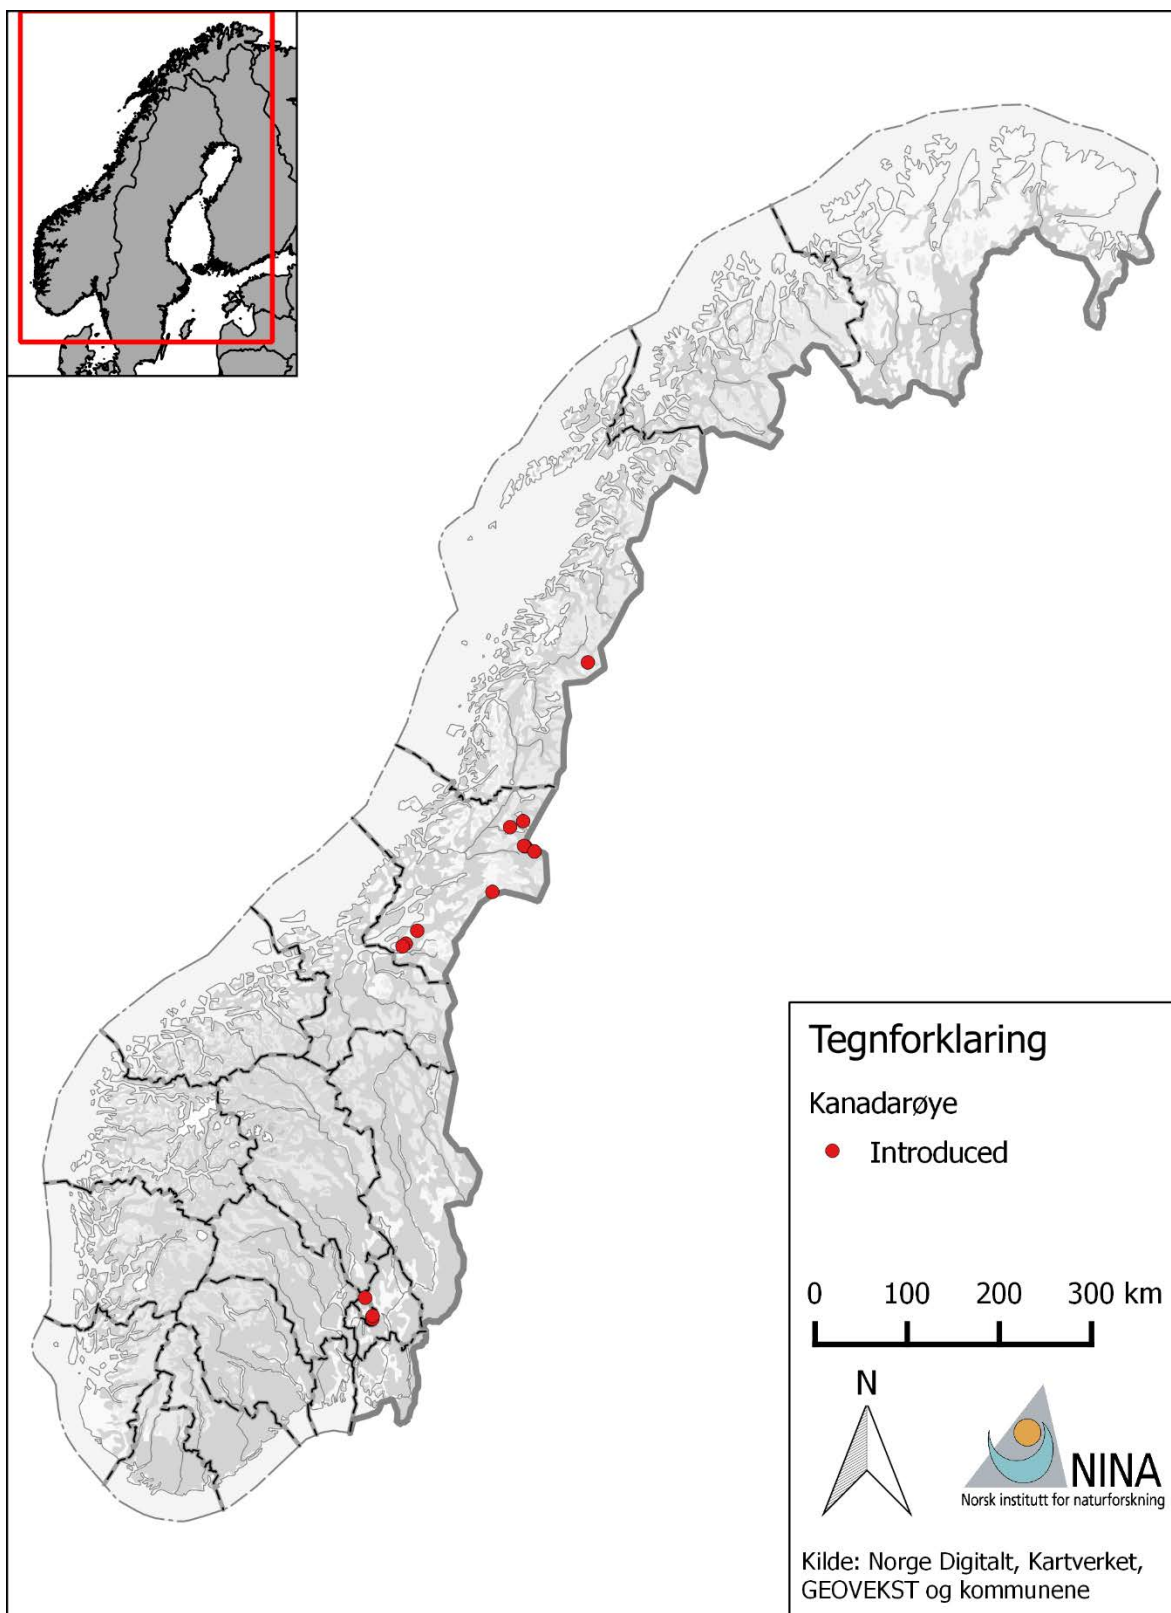 Tegnforklaring
Kanadarøye
Introduced
0 100 200 300 km
N
NINA
Norsk institutt for naturforskning
Kilde: Norge Digitalt, Kartverket,
GEOVEKST og kommunene